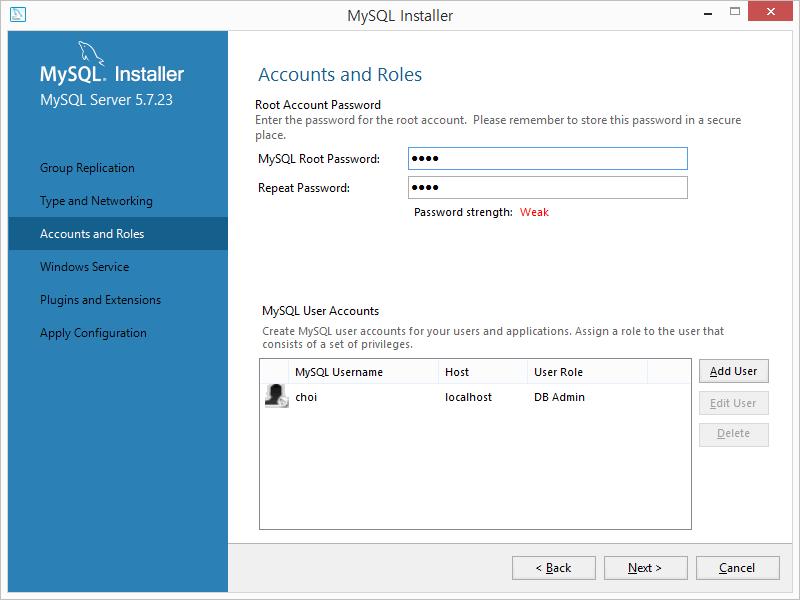 MySQL Installer
MySQL. Installer
MySQL Server 5.7.23
Group Replication
Type and Networking
Accounts and Roles
Windows Service
Plugins and Extensions
Apply Configuration
Accounts and Roles
Root Account Password
Enter the password for the root account.  Please remember to store this password in a secure
place.
MySQL Root Password: ●●●●
Repeat Password: ●●●●
Password strength: Weak
MySQL User Accounts
Create MySQL user accounts for your users and applications. Assign a role to the user that
consists of a set of privileges.
MySQL Username Host User Role
choi localhost DB Admin
Add User
Edit User
Delete
< Back Next > Cancel